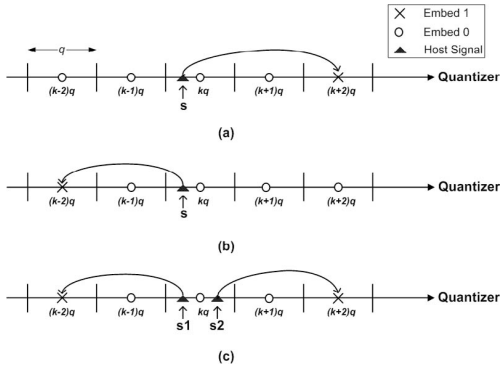 Embed 1
Embed 0
Host Signal
q
(k-2)q (k-1)q kq (k+1)q (k+2)q
Quantizer
s
(a)
(k-2)q (k-1)q kq (k+1)q (k+2)q
Quantizer
s
(b)
(k-2)q (k-1)q kq (k+1)q (k+2)q
Quantizer
s1 s2
(c)